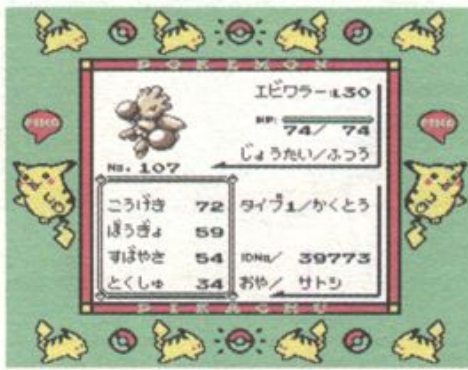 POKEMON
エビワラー :L30
HP:
74/ 74
じょうたい/ふつう
No. 107
こうげき 72
ぼうぎょ 59
すばやさ 54
とくしゅ 34
タイプ1/かくとう
IDNo/ 39773
おや/ サトシ
PIKACHU